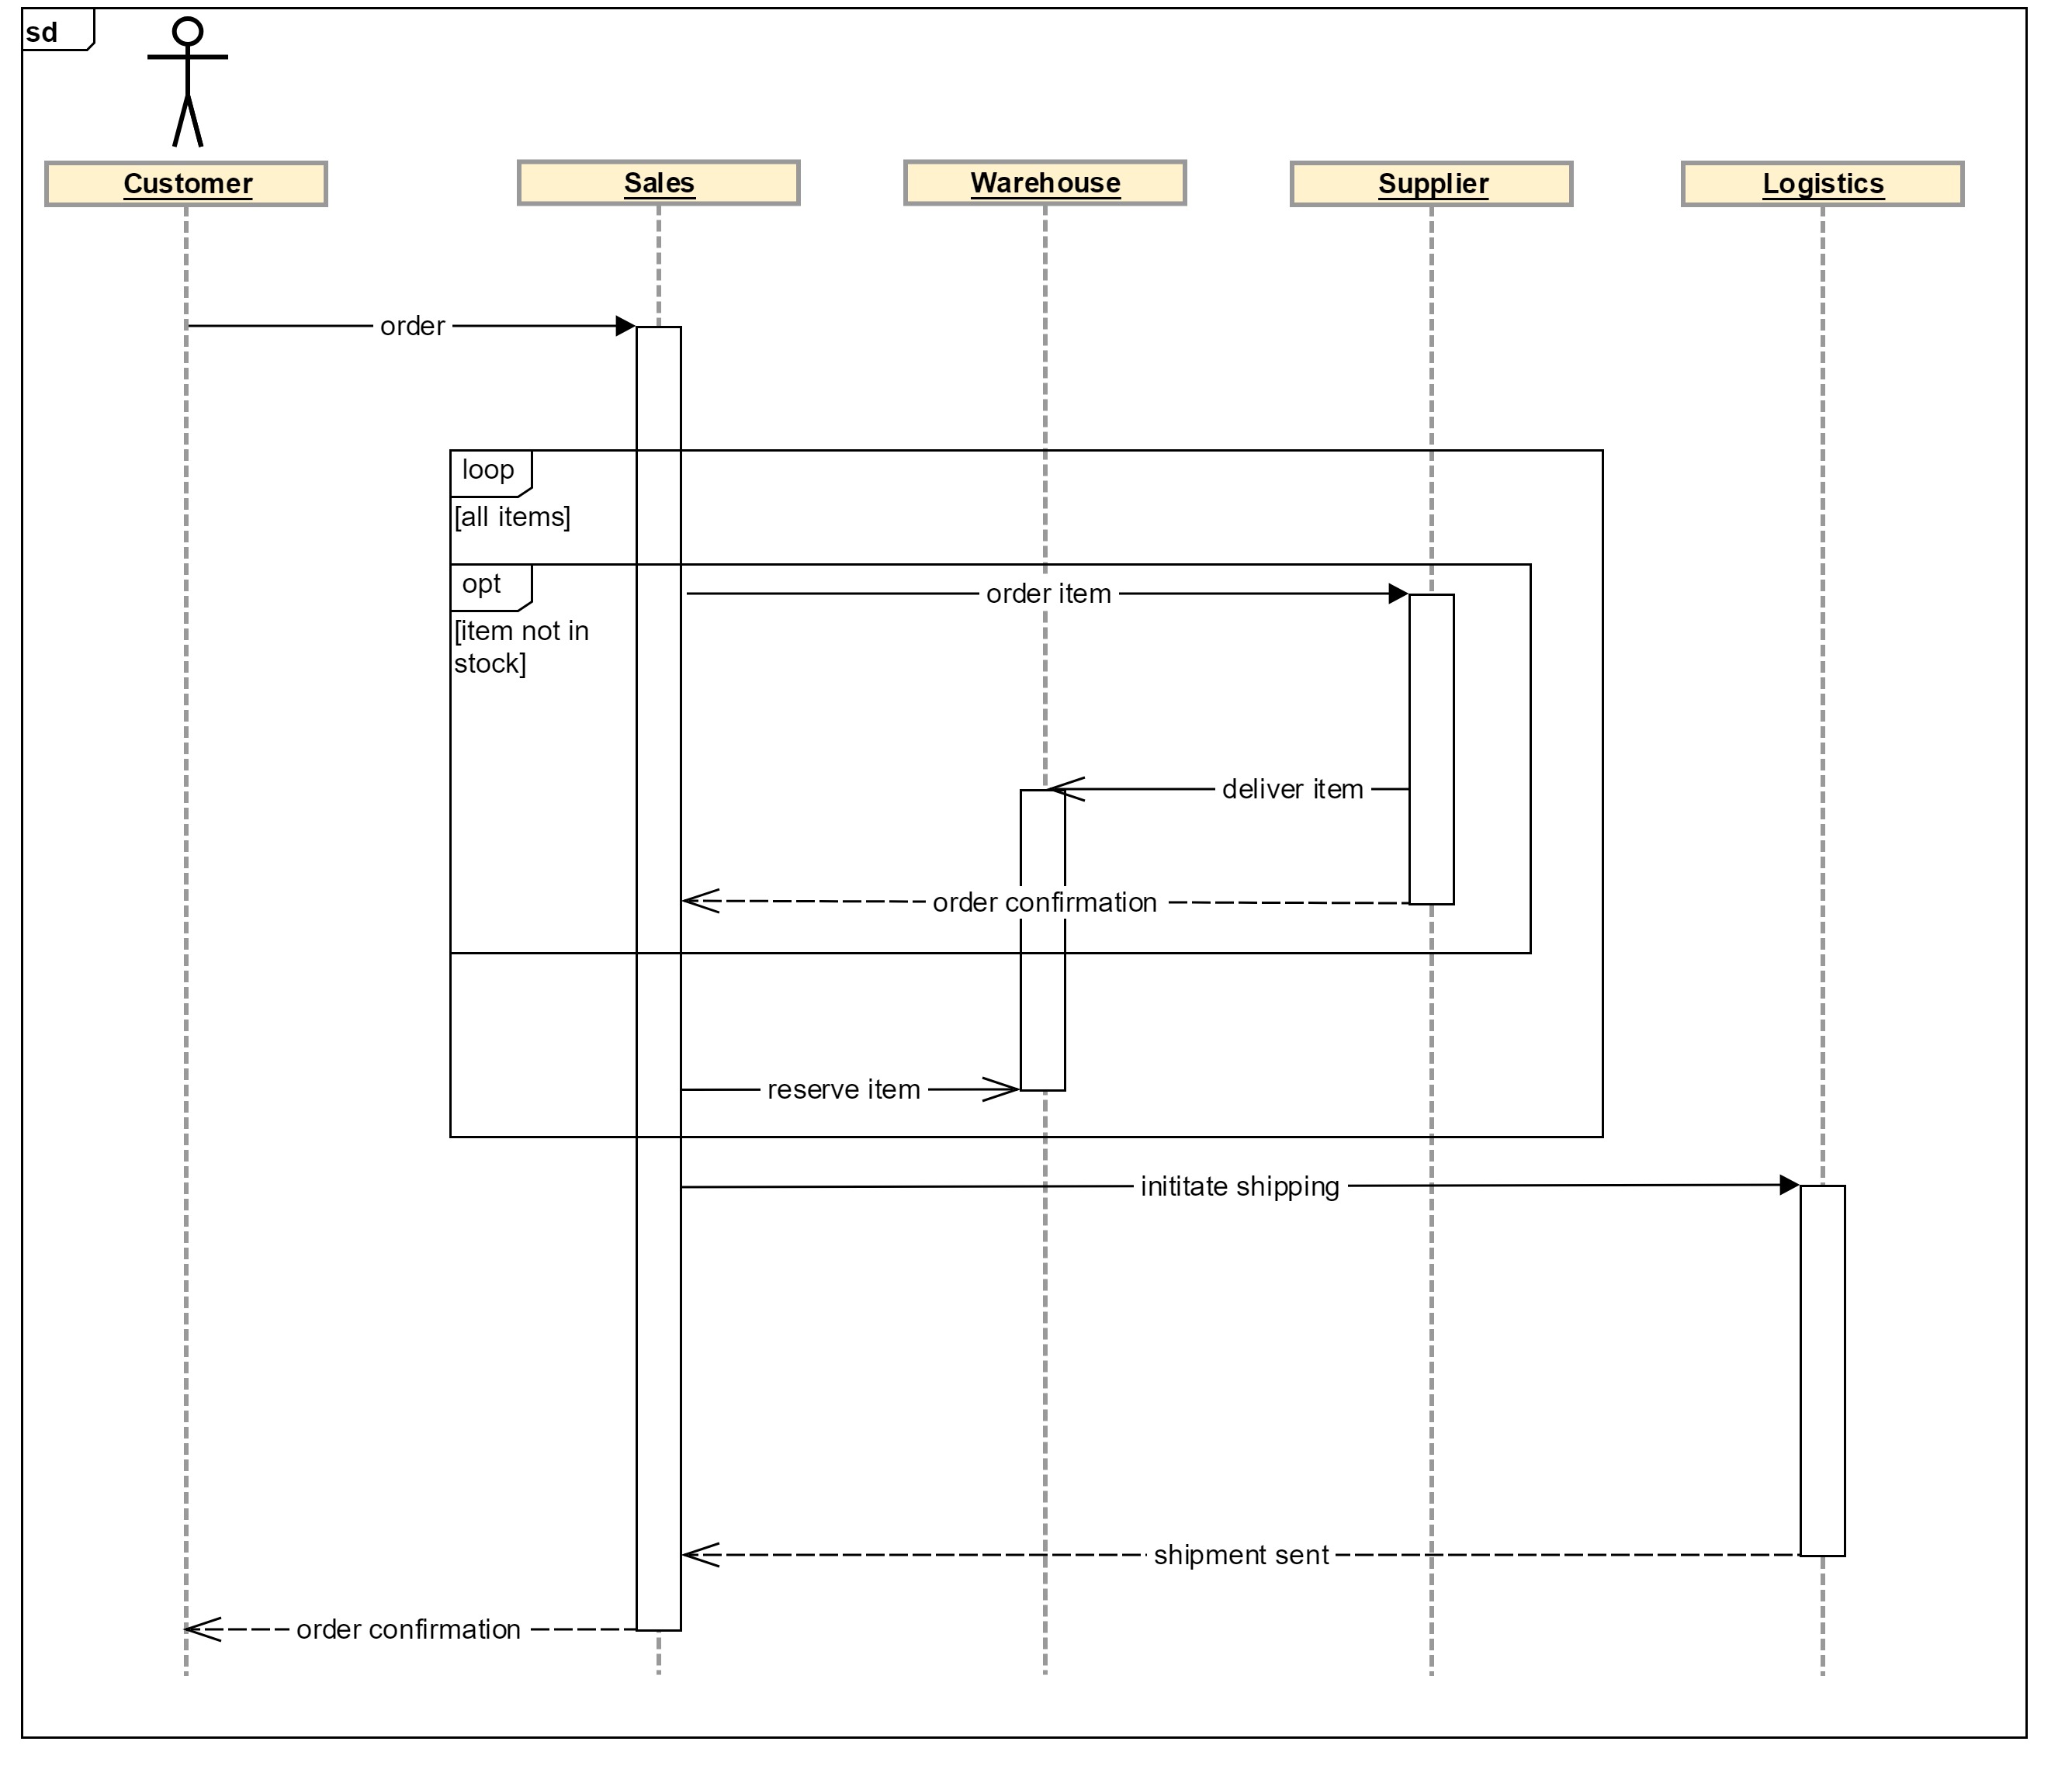 sd
Customer
Sales
Warehouse
Supplier
Logistics
order
loop
[all items]
opt
order item
[item not in
stock]
deliver item
order confirmation
reserve item
inititate shipping
shipment sent
order confirmation